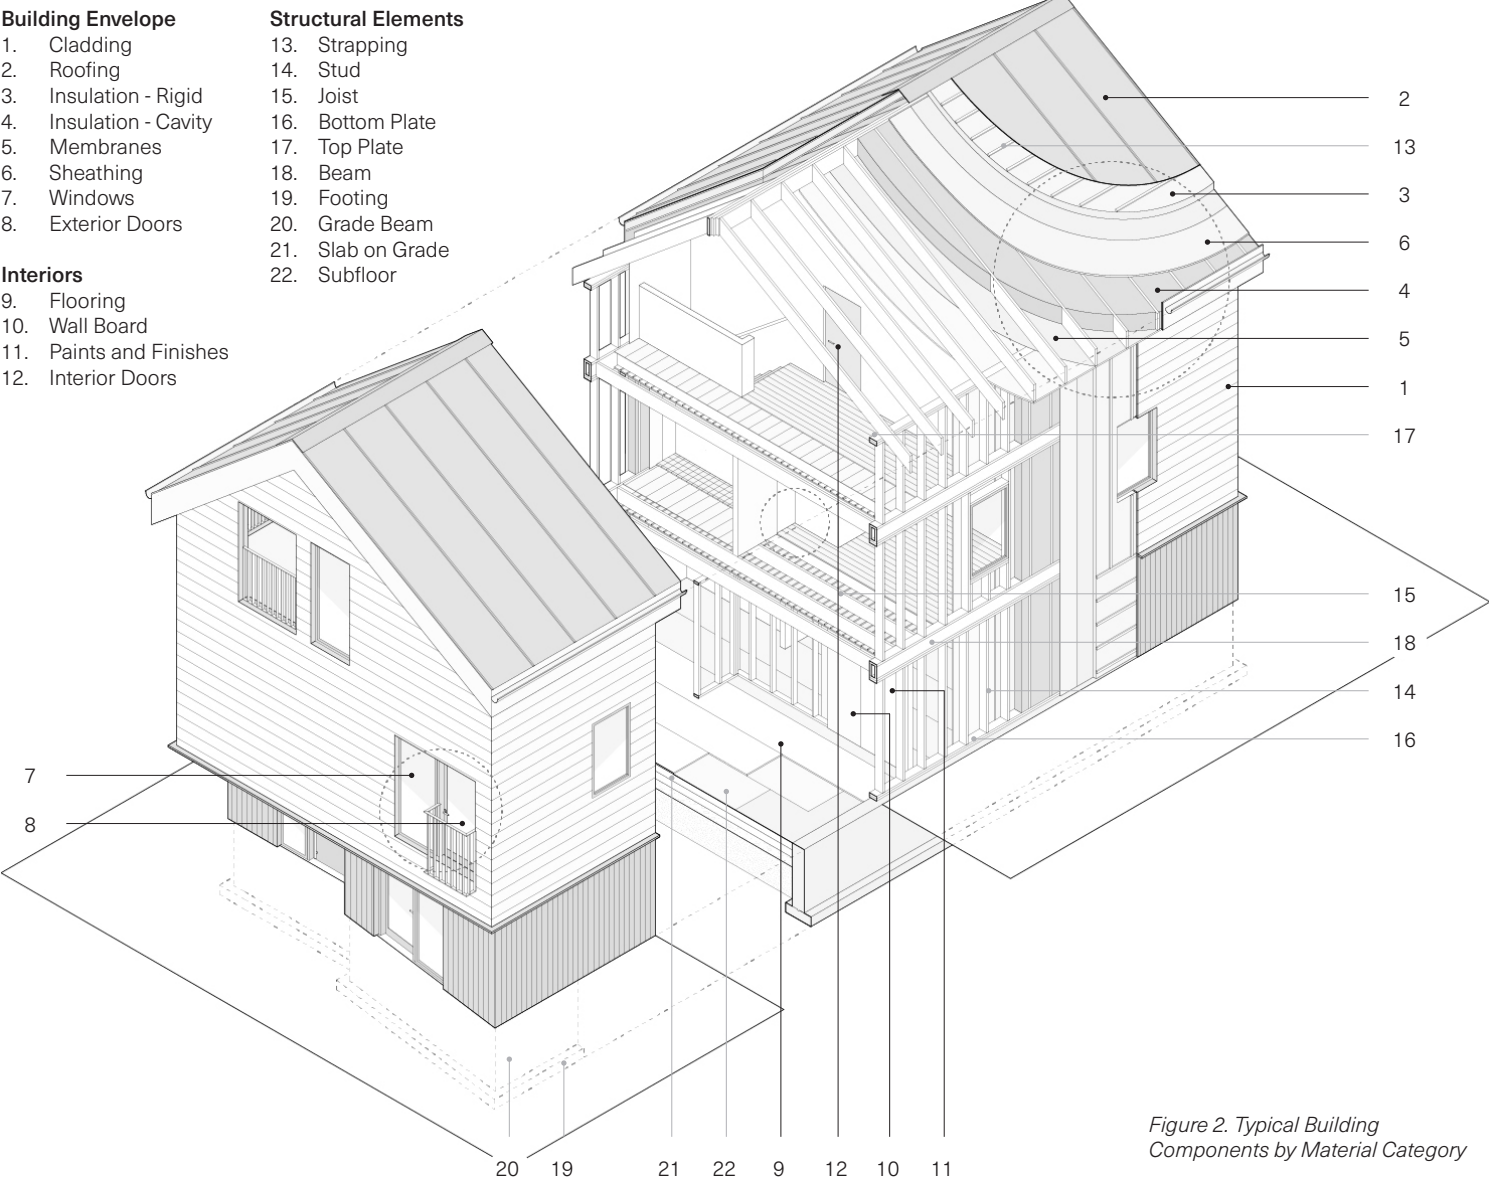 Building Envelope
1. Cladding
2. Roofing
3. Insulation - Rigid
4. Insulation - Cavity
5. Membranes
6. Sheathing
7. Windows
8. Exterior Doors
Interiors
9. Flooring
10. Wall Board
11. Paints and Finishes
12. Interior Doors
Structural Elements
13. Strapping
14. Stud
15. Joist
16. Bottom Plate
17. Top Plate
18. Beam
19. Footing
20. Grade Beam
21. Slab on Grade
22. Subfloor
2
13
3
6
4
5
1
17
15
18
14
16
7
8
20 19 21 22 9 12 10 11
Figure 2. Typical Building
Components by Material Category